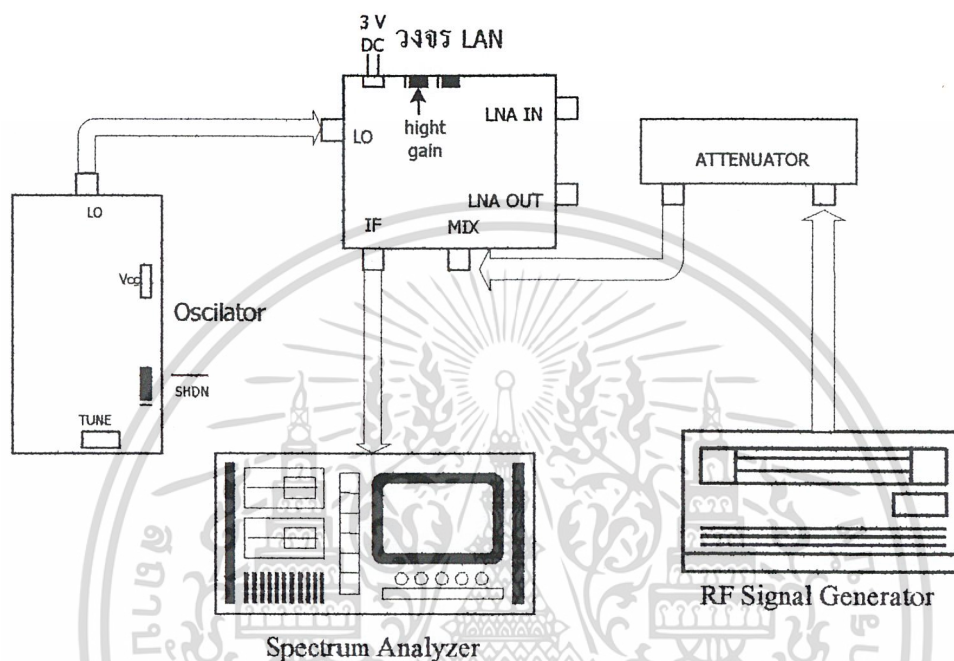 3 V
DC
วงจร LAN
hight
gain
LNA IN
LO
LNA OUT
IF
MIX
ATTENUATOR
LO
Oscilator
SHDN
TUNE
RF Signal Generator
Spectrum Analyzer